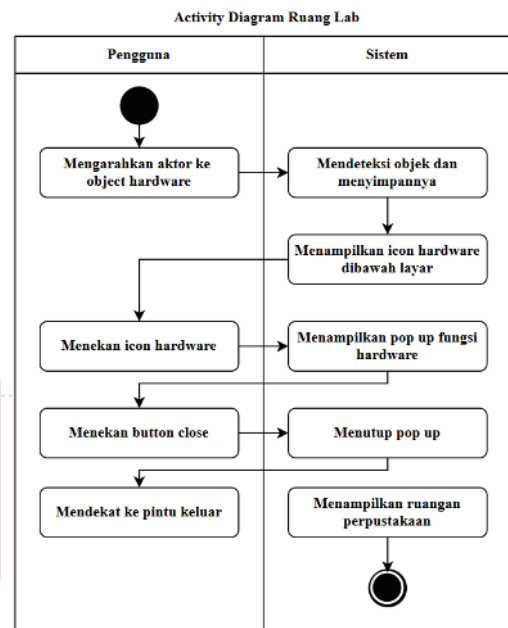 Activity Diagram Ruang Lab
Pengguna
Sistem
Mengarahkan aktor ke
object hardware
Mendeteksi objek dan
menyimpannya
Menampilkan icon hardware
dibawah layar
Menekan icon hardware
Menampilkan pop up fungsi
hardware
Menekan button close
Menutup pop up
Mendekat ke pintu keluar
Menampilkan ruangan
perpustakaan